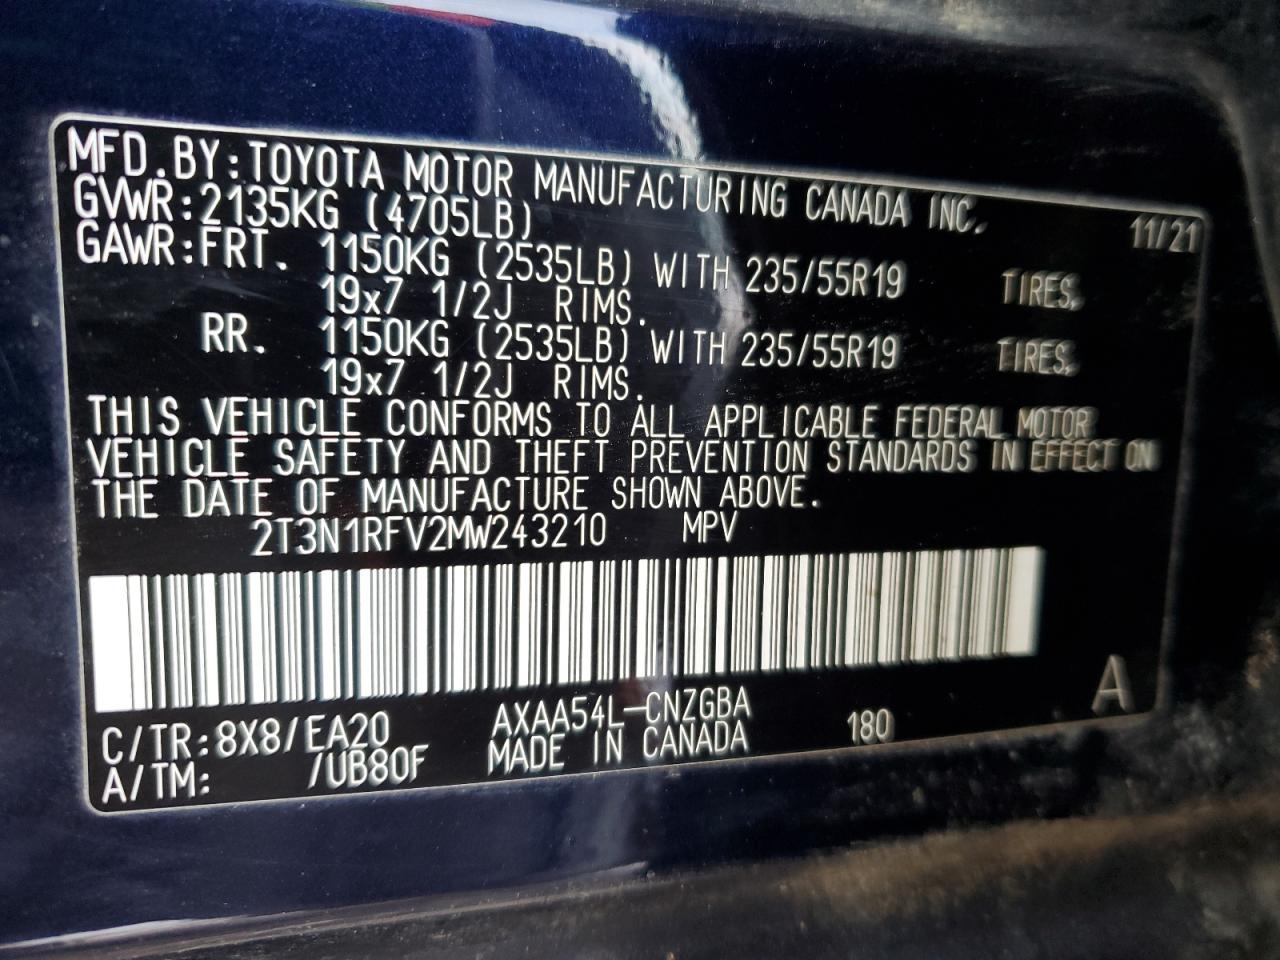 MFD.BY:TOYOTA MOTOR MANUFACTURING CANADA INC.
GVWR:2135KG (4705LB) 11/21
GAWR:FRT. 1150KG (2535LB) WITH 235/55R19 TIRES,
19x7 1/2J RIMS.
RR. 1150KG (2535LB) WITH 235/55R19 TIRES,
19x7 1/2J RIMS.
THIS VEHICLE CONFORMS TO ALL APPLICABLE FEDERAL MOTOR
VEHICLE SAFETY AND THEFT PREVENTION STANDARDS IN EFFECT ON
THE DATE OF MANUFACTURE SHOWN ABOVE.
2T3N1RFV2MW243210 MPV
A
C/TR:8X8/EA20 AXAA54L-CNZGBA 180
A/TM: /UB80F MADE IN CANADA